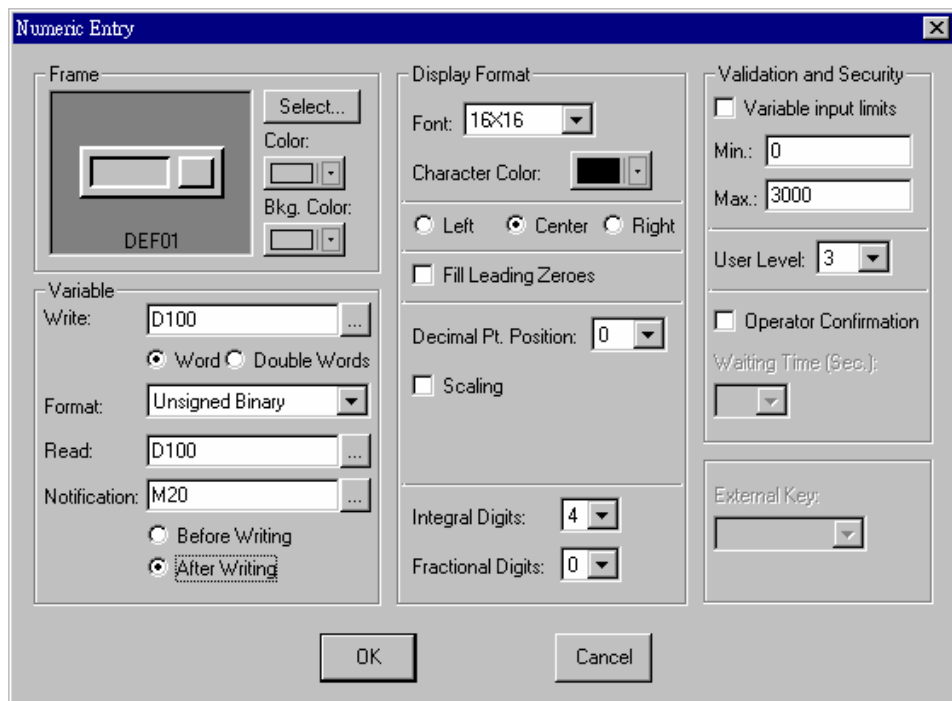 Numeric Entry
Frame
Select...
Color:
Bkg. Color:
DEF01
Variable
Write: D100 ...
Word Double Words
Format: Unsigned Binary
Read: D100 ...
Notification: M20 ...
Before Writing
After Writing
Display Format
Font: 16X16
Character Color:
Left Center Right
Fill Leading Zeroes
Decimal Pt. Position: 0
Scaling
Integral Digits: 4
Fractional Digits: 0
Validation and Security
Variable input limits
Min.: 0
Max.: 3000
User Level: 3
Operator Confirmation
Waiting Time (Sec.):
External Key:
OK Cancel